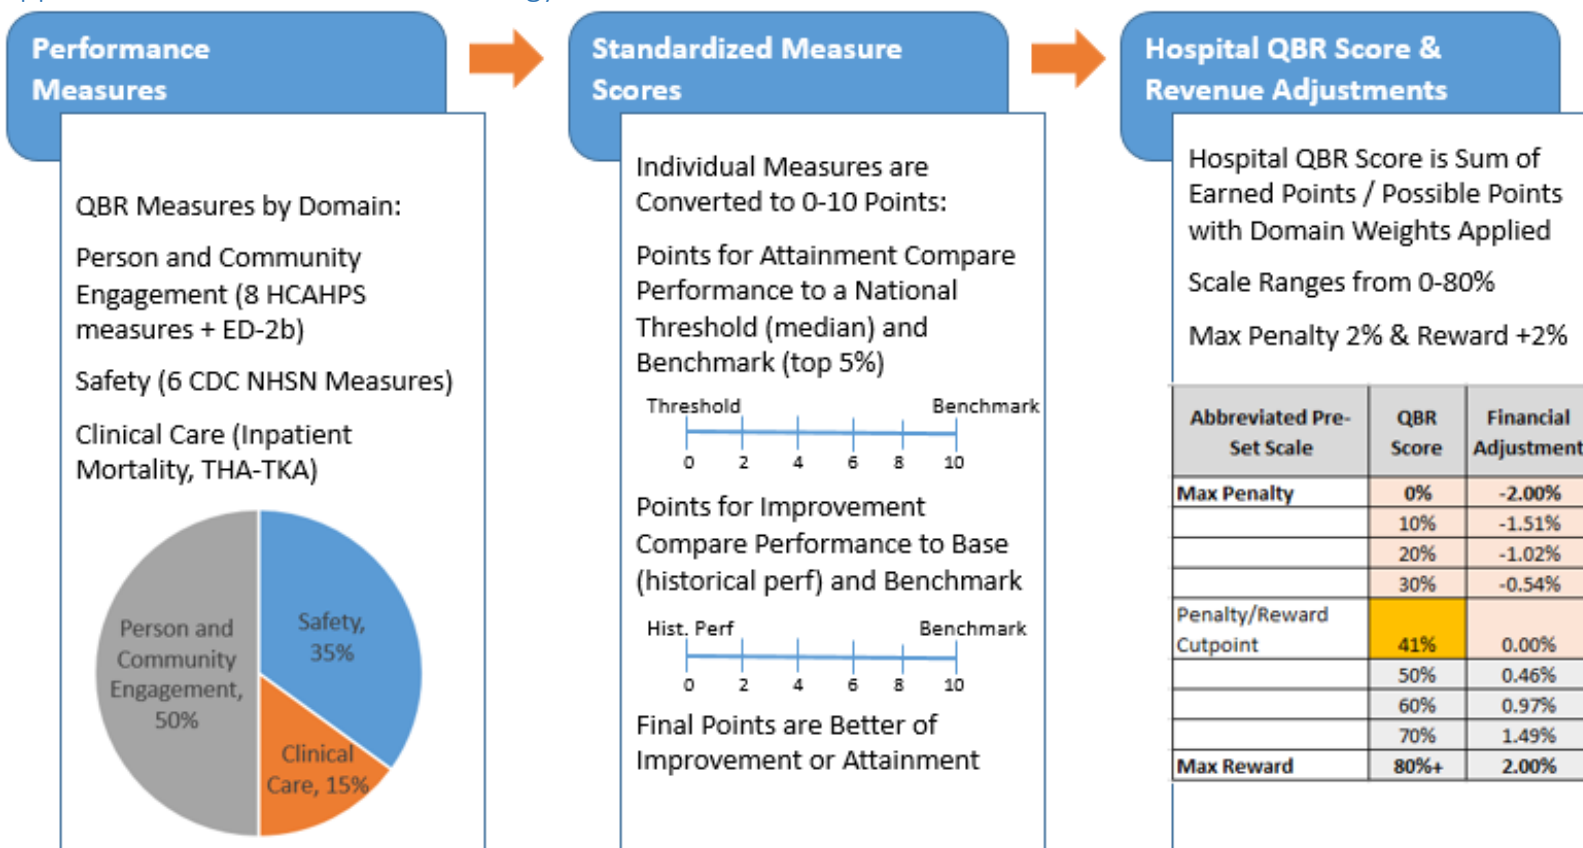 Performance
Measures
QBR Measures by Domain:
Person and Community
Engagement (8 HCAHPS
measures + ED-2b)
Safety (6 CDC NHSN Measures)
Clinical Care (Inpatient
Mortality, THA-TKA)
Person and
Community
Engagement,
50%
Safety,
35%
Clinical
Care, 15%
Standardized Measure
Scores
Individual Measures are
Converted to 0-10 Points:
Points for Attainment Compare
Performance to a National
Threshold (median) and
Benchmark (top 5%)
Threshold Benchmark
0 2 4 6 8 10
Points for Improvement
Compare Performance to Base
(historical perf) and Benchmark
Hist. Perf Benchmark
0 2 4 6 8 10
Final Points are Better of
Improvement or Attainment
Hospital QBR Score &
Revenue Adjustments
Hospital QBR Score is Sum of
Earned Points / Possible Points
with Domain Weights Applied
Scale Ranges from 0-80%
Max Penalty 2% & Reward +2%
Abbreviated Pre- QBR Financial
Set Scale Score Adjustment
Max Penalty 0% -2.00%
10% -1.51%
20% -1.02%
30% -0.54%
Penalty/Reward
Cutpoint 41% 0.00%
50% 0.46%
60% 0.97%
70% 1.49%
Max Reward 80%+ 2.00%